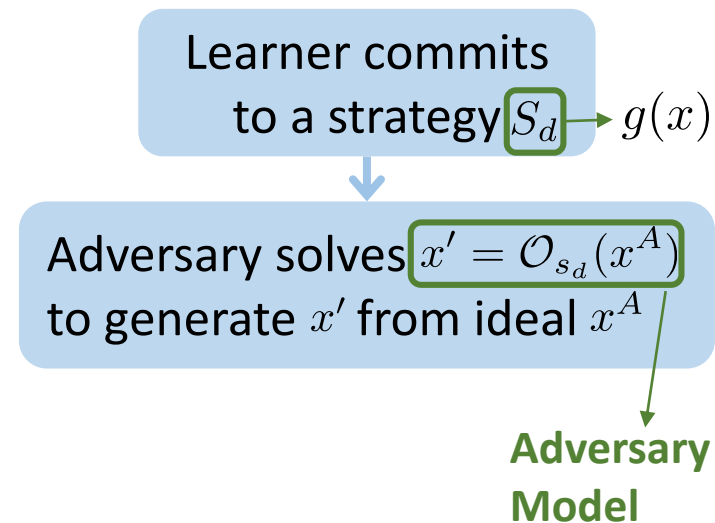 Learner commits
to a strategy S_d g(x)
Adversary solves x' = 𝒪_{s_d}(x^A)
to generate x' from ideal x^A
Adversary
Model